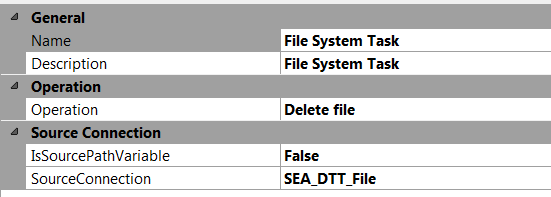 General
Name File System Task
Description File System Task
Operation
Operation Delete file
Source Connection
IsSourcePathVariable False
SourceConnection SEA_DTT_File